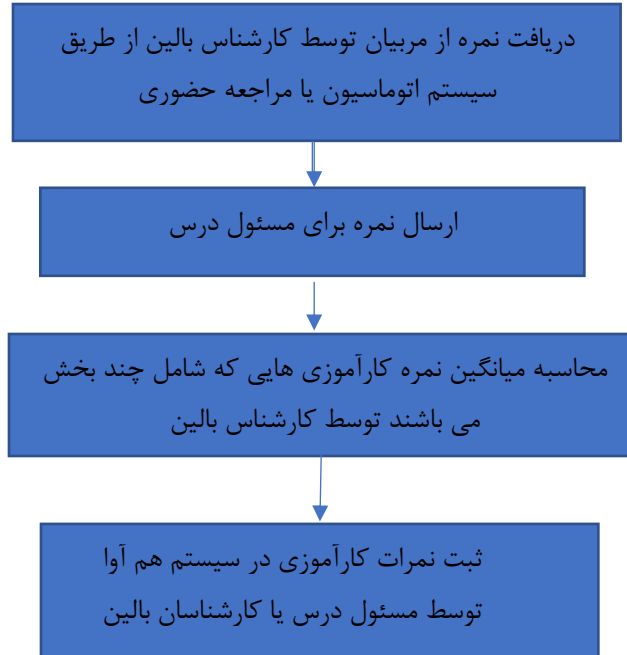 دریافت نمره از مربیان توسط کارشناس بالین از طریق
سیستم اتوماسیون یا مراجعه حضوری
ارسال نمره برای مسئول درس
محاسبه میانگین نمره کارآموزی هایی که شامل چند بخش
می باشند توسط کارشناس بالین
ثبت نمرات کارآموزی در سیستم هم آوا
توسط مسئول درس یا کارشناسان بالین